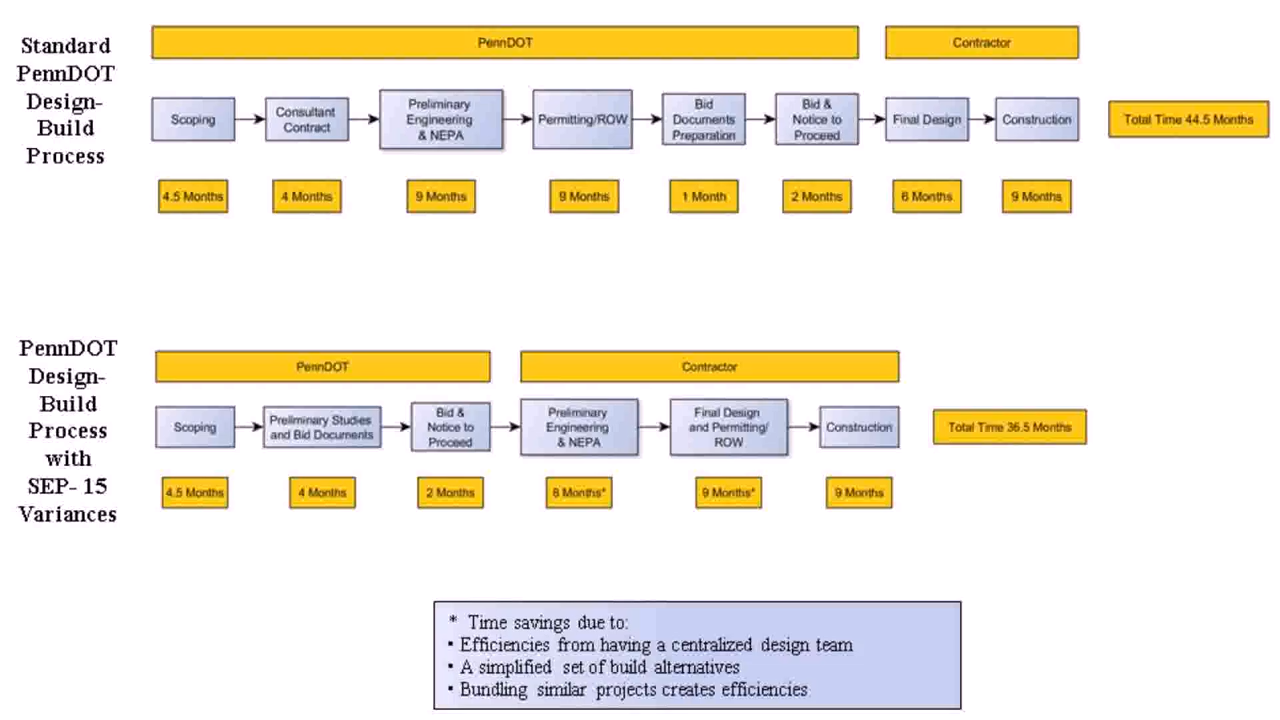 Standard
PennDOT
Design-
Build
Process
PennDOT
Contractor
Scoping
Consultant
Contract
Preliminary
Engineering
& NEPA
Permitting/ROW
Bid
Documents
Preparation
Bid &
Notice to
Proceed
Final Design
Construction
Total Time 44.5 Months
4.5 Months
4 Months
9 Months
9 Months
1 Month
2 Months
6 Months
9 Months
PennDOT
Design-
Build
Process
with
SEP- 15
Variances
PennDOT
Contractor
Scoping
Preliminary Studies
and Bid Documents
Bid &
Notice to
Proceed
Preliminary
Engineering
& NEPA
Final Design
and Permitting/
ROW
Construction
Total Time 36.5 Months
4.5 Months
4 Months
2 Months
8 Months*
9 Months*
9 Months
* Time savings due to:
• Efficiencies from having a centralized design team
• A simplified set of build alternatives
• Bundling similar projects creates efficiencies